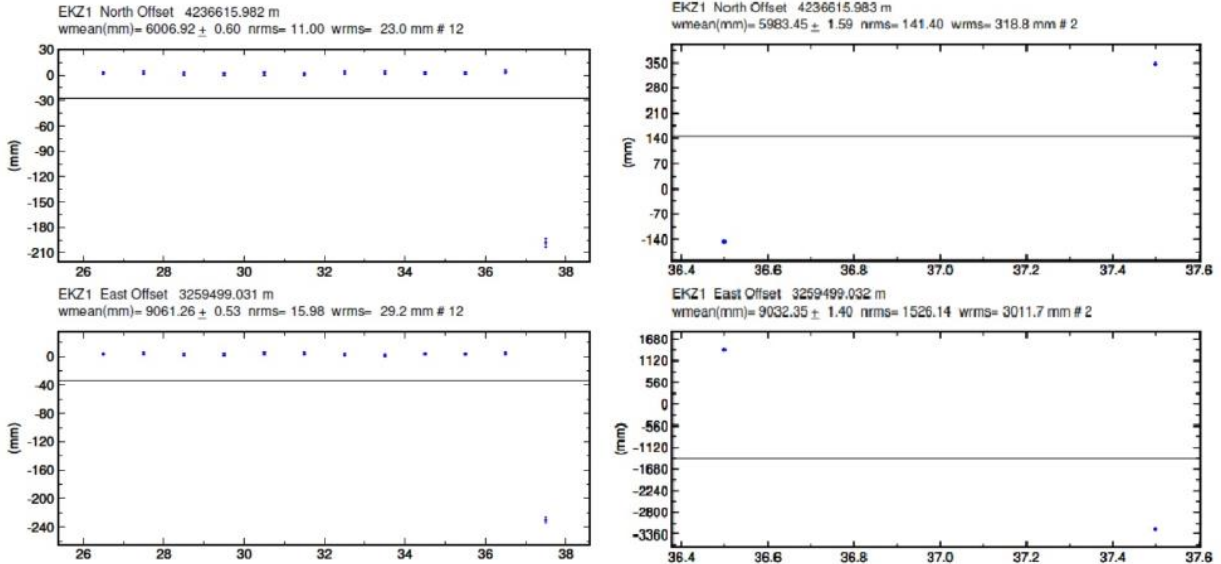 EKZ1 North Offset 4236615.982 m
wmean(mm)= 6006.92 ± 0.60 nrms= 11.00 wrms= 23.0 mm # 12
30
0
-30
-60
-90
-120
-150
-180
-210
(mm)
26 28 30 32 34 36 38
EKZ1 East Offset 3259499.031 m
wmean(mm)= 9061.26 ± 0.53 nrms= 15.98 wrms= 29.2 mm # 12
0
-40
-80
-120
-160
-200
-240
(mm)
26 28 30 32 34 36 38
EKZ1 North Offset 4236615.983 m
wmean(mm)= 5983.45 ± 1.59 nrms= 141.40 wrms= 318.8 mm # 2
350
280
210
140
70
0
-70
-140
(mm)
36.4 36.6 36.8 37.0 37.2 37.4 37.6
EKZ1 East Offset 3259499.032 m
wmean(mm)= 9032.35 ± 1.40 nrms= 1526.14 wrms= 3011.7 mm # 2
1680
1120
560
0
-560
-1120
-1680
-2240
-2800
-3360
(mm)
36.4 36.6 36.8 37.0 37.2 37.4 37.6